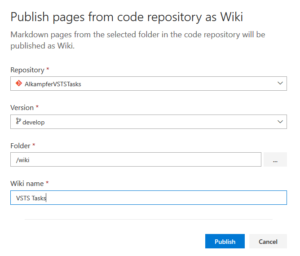 Publish pages from code repository as Wiki
Markdown pages from the selected folder in the code repository will be
published as Wiki.
Repository *
AlkampferVSTSTasks
Version *
develop
Folder *
/wiki
...
Wiki name *
VSTS Tasks
Publish
Cancel